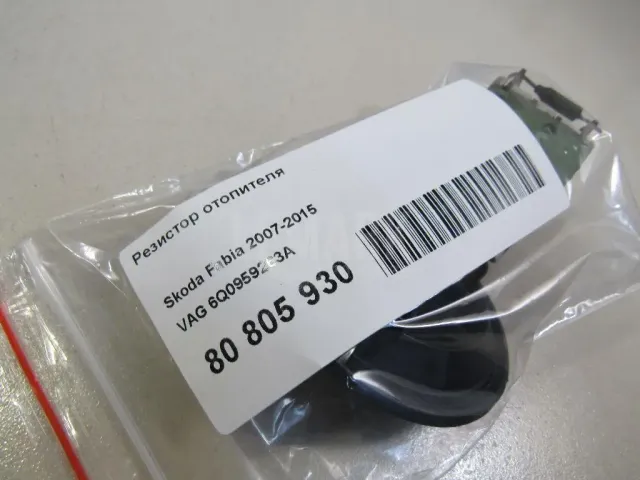 Резистор отопителя
Skoda Fabia 2007-2015
VAG 6Q0959263A
80 805 930